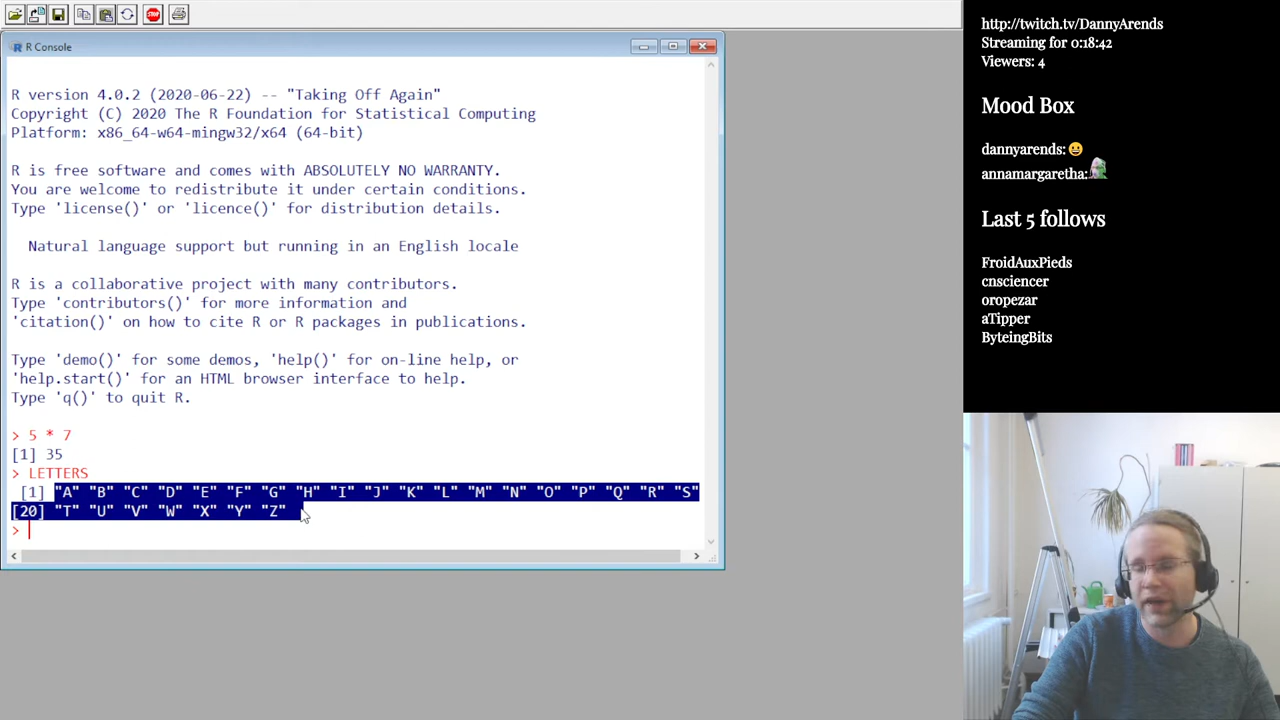 R Console
R version 4.0.2 (2020-06-22) -- "Taking Off Again"
Copyright (C) 2020 The R Foundation for Statistical Computing
Platform: x86_64-w64-mingw32/x64 (64-bit)
R is free software and comes with ABSOLUTELY NO WARRANTY.
You are welcome to redistribute it under certain conditions.
Type 'license()' or 'licence()' for distribution details.
Natural language support but running in an English locale
R is a collaborative project with many contributors.
Type 'contributors()' for more information and
'citation()' on how to cite R or R packages in publications.
Type 'demo()' for some demos, 'help()' for on-line help, or
'help.start()' for an HTML browser interface to help.
Type 'q()' to quit R.
> 5 * 7
[1] 35
> LETTERS
[1] "A" "B" "C" "D" "E" "F" "G" "H" "I" "J" "K" "L" "M" "N" "O" "P" "Q" "R" "S"
[20] "T" "U" "V" "W" "X" "Y" "Z"
>
STOP
http://twitch.tv/DannyArends
Streaming for 0:18:42
Viewers: 4
Mood Box
dannyarends:
annamargaretha:
Last 5 follows
FroidAuxPieds
cnsciencer
oropezar
aTipper
ByteingBits